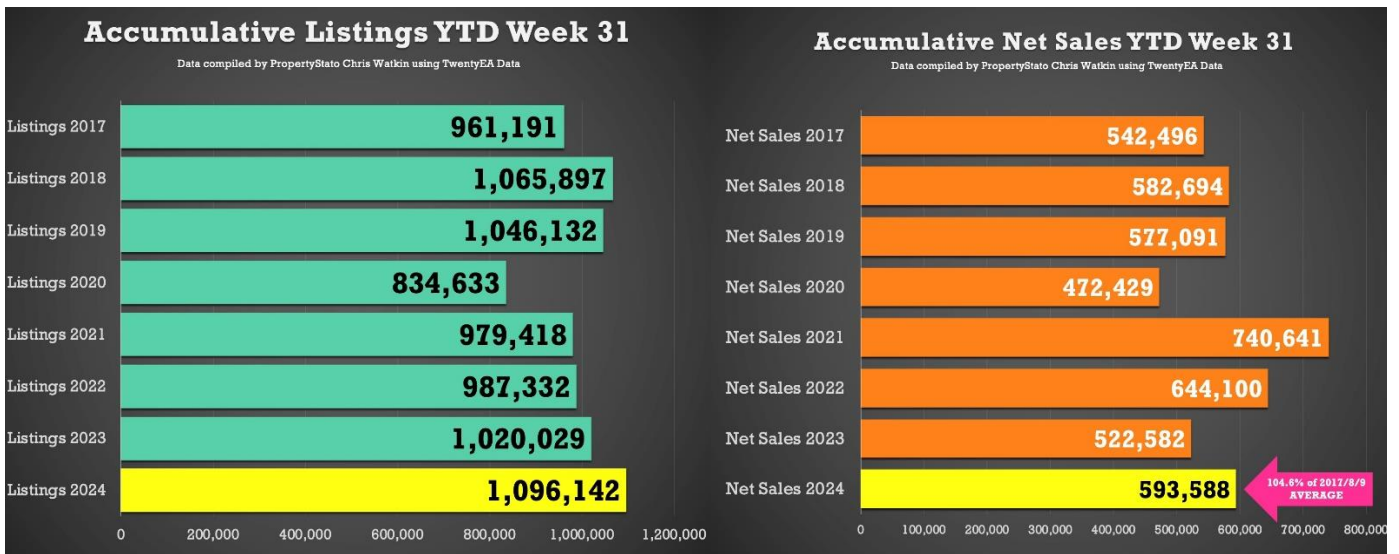 Accumulative Listings YTD Week 31
Data compiled by PropertyStato Chris Watkin using TwentyEA Data
Listings 2017 961,191
Listings 2018 1,065,897
Listings 2019 1,046,132
Listings 2020 834,633
Listings 2021 979,418
Listings 2022 987,332
Listings 2023 1,020,029
Listings 2024 1,096,142
0 200,000 400,000 600,000 800,000 1,000,000 1,200,000
Accumulative Net Sales YTD Week 31
Data compiled by PropertyStato Chris Watkin using TwentyEA Data
Net Sales 2017 542,496
Net Sales 2018 582,694
Net Sales 2019 577,091
Net Sales 2020 472,429
Net Sales 2021 740,641
Net Sales 2022 644,100
Net Sales 2023 522,582
Net Sales 2024 593,588
104.6% of 2017/8/9
AVERAGE
0 100,000 200,000 300,000 400,000 500,000 600,000 700,000 800,000